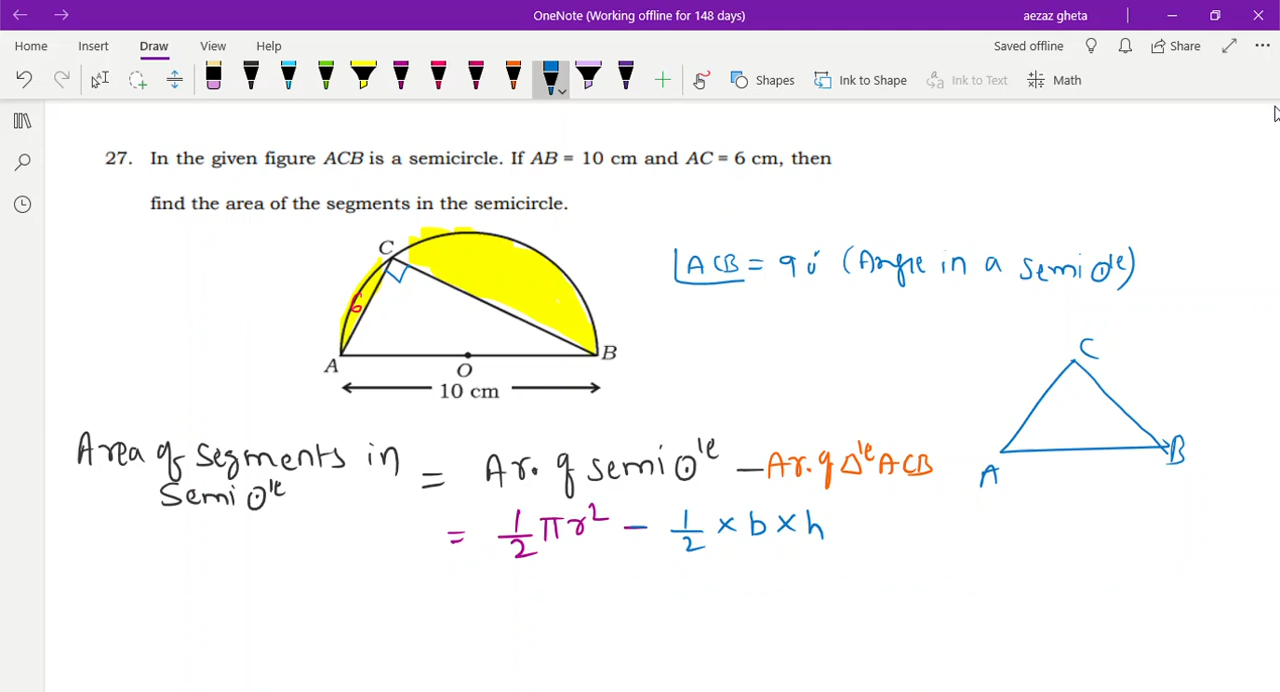 OneNote (Working offline for 148 days)
aezaz gheta
Home Insert Draw View Help
Saved offline Share
Shapes Ink to Shape Ink to Text Math
27. In the given figure ACB is a semicircle. If AB = 10 cm and AC = 6 cm, then
find the area of the segments in the semicircle.
C
6
A O B
10 cm
∠ACB = 90° (Angle in a semi ⊙le)
C
A B
Area of segments in semi ⊙le = Ar. of semi ⊙le − Ar. of Δle ACB
= 1/2 πr² − 1/2 × b × h